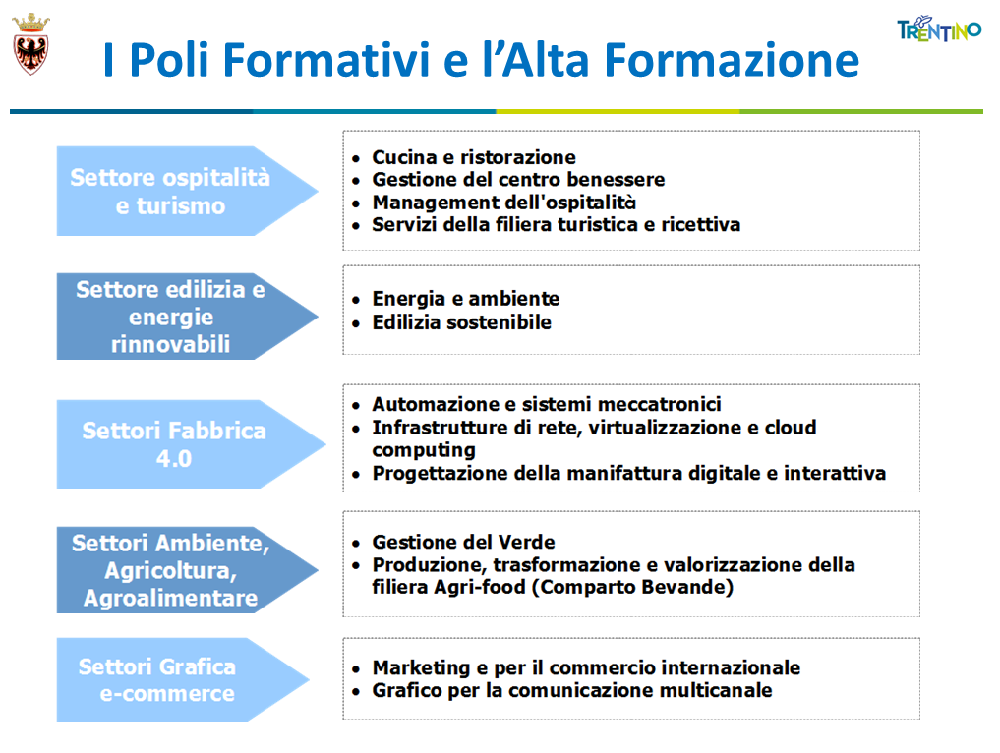 TRENTINO
I Poli Formativi e l’Alta Formazione
Settore ospitalità
e turismo
• Cucina e ristorazione
• Gestione del centro benessere
• Management dell'ospitalità
• Servizi della filiera turistica e ricettiva
Settore edilizia e
energie
rinnovabili
• Energia e ambiente
• Edilizia sostenibile
Settori Fabbrica
4.0
• Automazione e sistemi meccatronici
• Infrastrutture di rete, virtualizzazione e cloud
computing
• Progettazione della manifattura digitale e interattiva
Settori Ambiente,
Agricoltura,
Agroalimentare
• Gestione del Verde
• Produzione, trasformazione e valorizzazione della
filiera Agri-food (Comparto Bevande)
Settori Grafica
e-commerce
• Marketing e per il commercio internazionale
• Grafico per la comunicazione multicanale